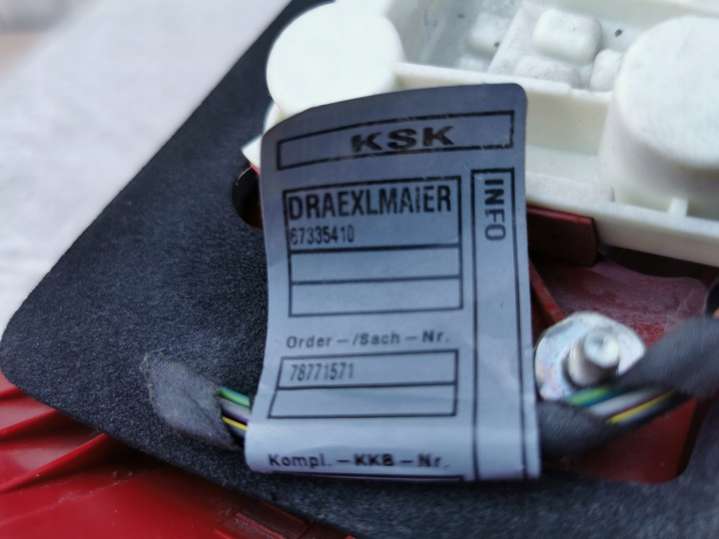 KSK
DRAEXLMAIER
67335410
INFO
Order-/Sach-Nr.
78771571
Kompl.-KKB-Nr.